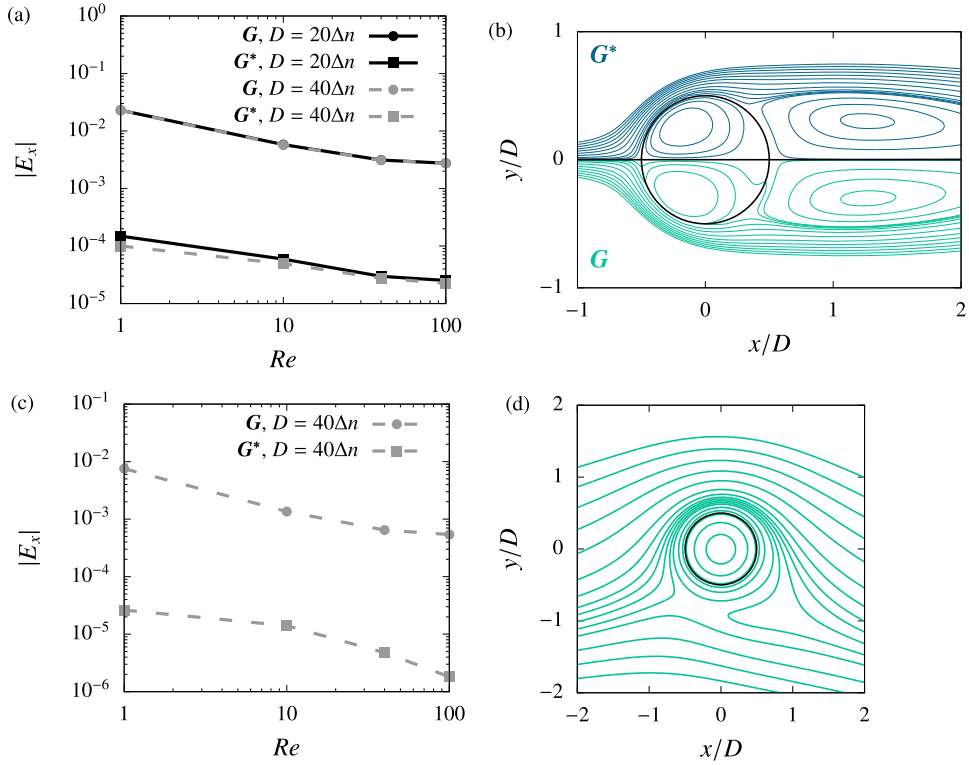 (a)
10^0
10^-1
10^-2
10^-3
10^-4
10^-5
|E_x|
G, D = 20Δn
G*, D = 20Δn
G, D = 40Δn
G*, D = 40Δn
1 10 100
Re
(b)
1
0
−1
y/D
G*
G
−1 0 1 2
x/D
(c)
10^-1
10^-2
10^-3
10^-4
10^-5
10^-6
|E_x|
G, D = 40Δn
G*, D = 40Δn
1 10 100
Re
(d)
2
1
0
−1
−2
y/D
−2 −1 0 1 2
x/D